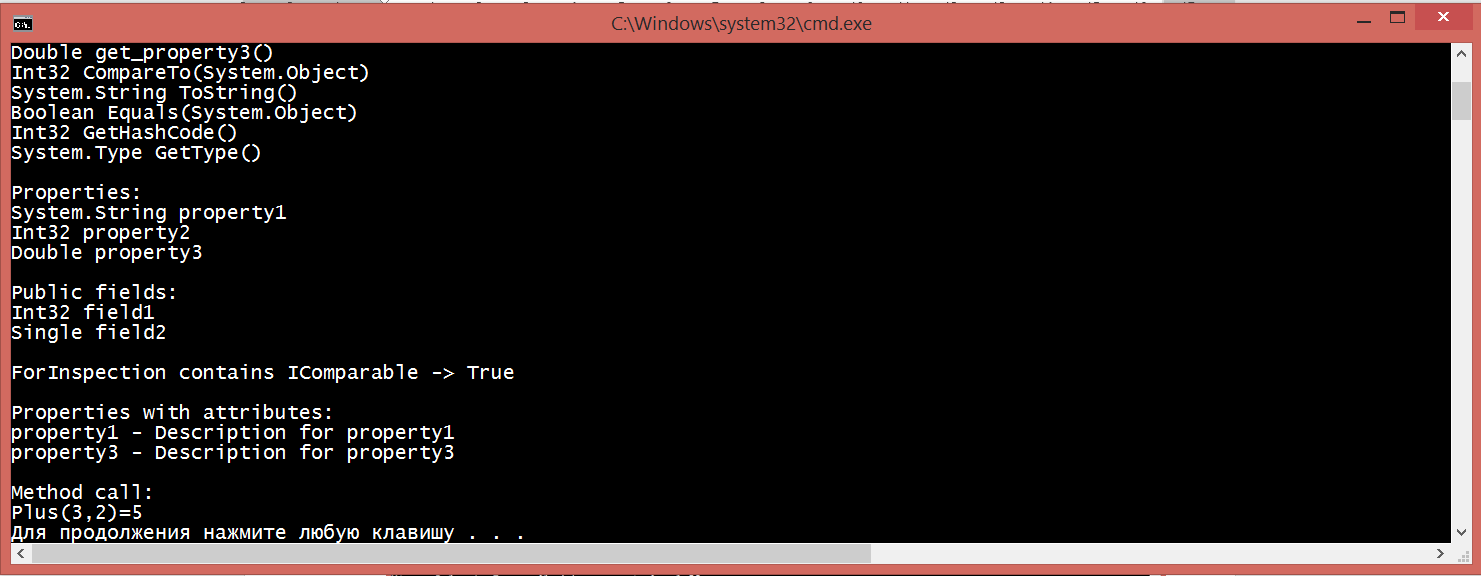 C:\Windows\system32\cmd.exe
Double get_property3()
Int32 CompareTo(System.Object)
System.String ToString()
Boolean Equals(System.Object)
Int32 GetHashCode()
System.Type GetType()
Properties:
System.String property1
Int32 property2
Double property3
Public fields:
Int32 field1
Single field2
ForInspection contains IComparable -> True
Properties with attributes:
property1 - Description for property1
property3 - Description for property3
Method call:
Plus(3,2)=5
Для продолжения нажмите любую клавишу . . .